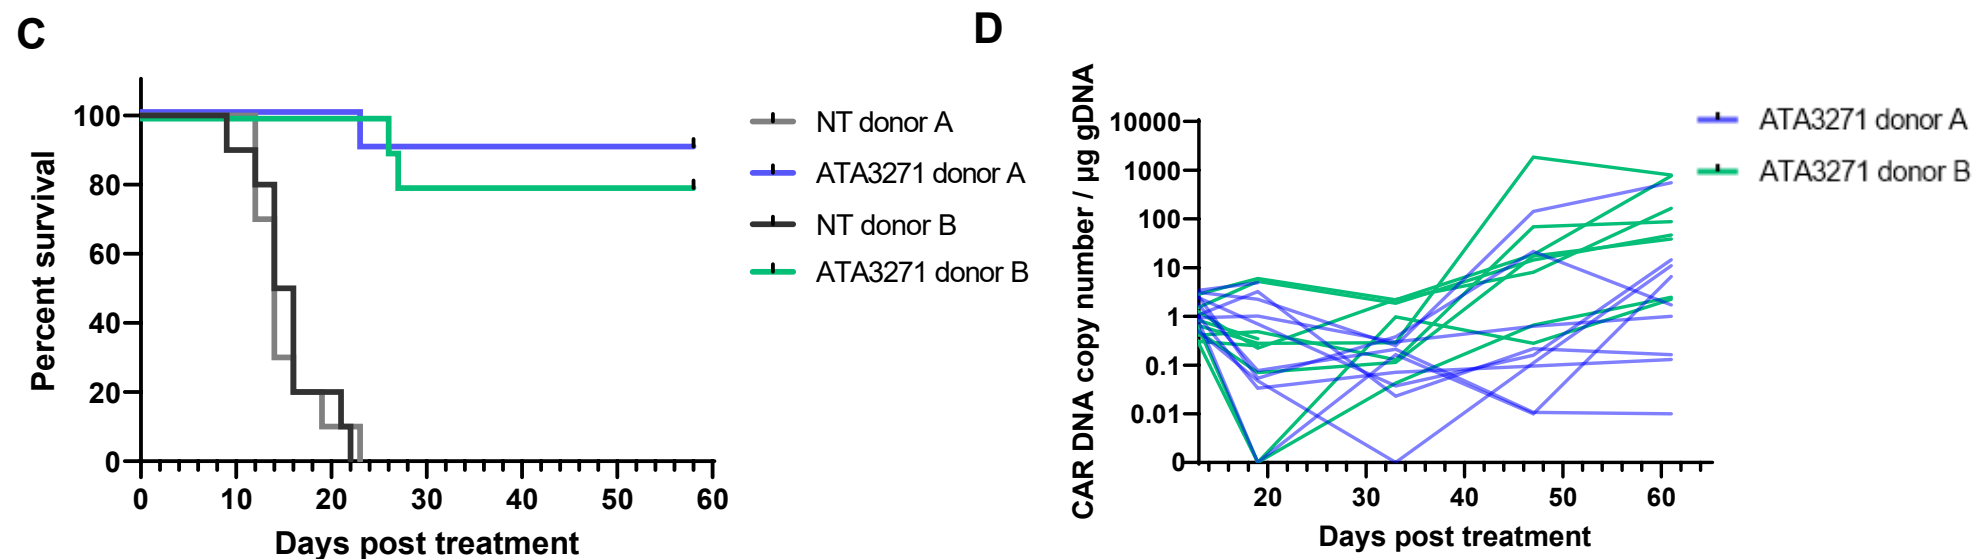 C
Percent survival
100
80
60
40
20
0
0 10 20 30 40 50 60
Days post treatment
NT donor A
ATA3271 donor A
NT donor B
ATA3271 donor B
D
CAR DNA copy number / µg gDNA
10000
1000
100
10
1
0.1
0.01
0
20 30 40 50 60
Days post treatment
ATA3271 donor A
ATA3271 donor B